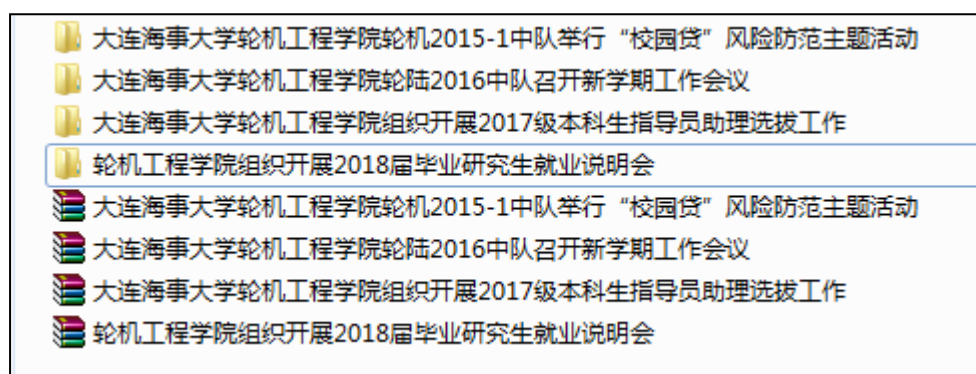 大连海事大学轮机工程学院轮机2015-1中队举行“校园贷”风险防范主题活动
大连海事大学轮机工程学院轮陆2016中队召开新学期工作会议
大连海事大学轮机工程学院组织开展2017级本科生指导员助理选拔工作
轮机工程学院组织开展2018届毕业研究生就业说明会
大连海事大学轮机工程学院轮机2015-1中队举行“校园贷”风险防范主题活动
大连海事大学轮机工程学院轮陆2016中队召开新学期工作会议
大连海事大学轮机工程学院组织开展2017级本科生指导员助理选拔工作
轮机工程学院组织开展2018届毕业研究生就业说明会